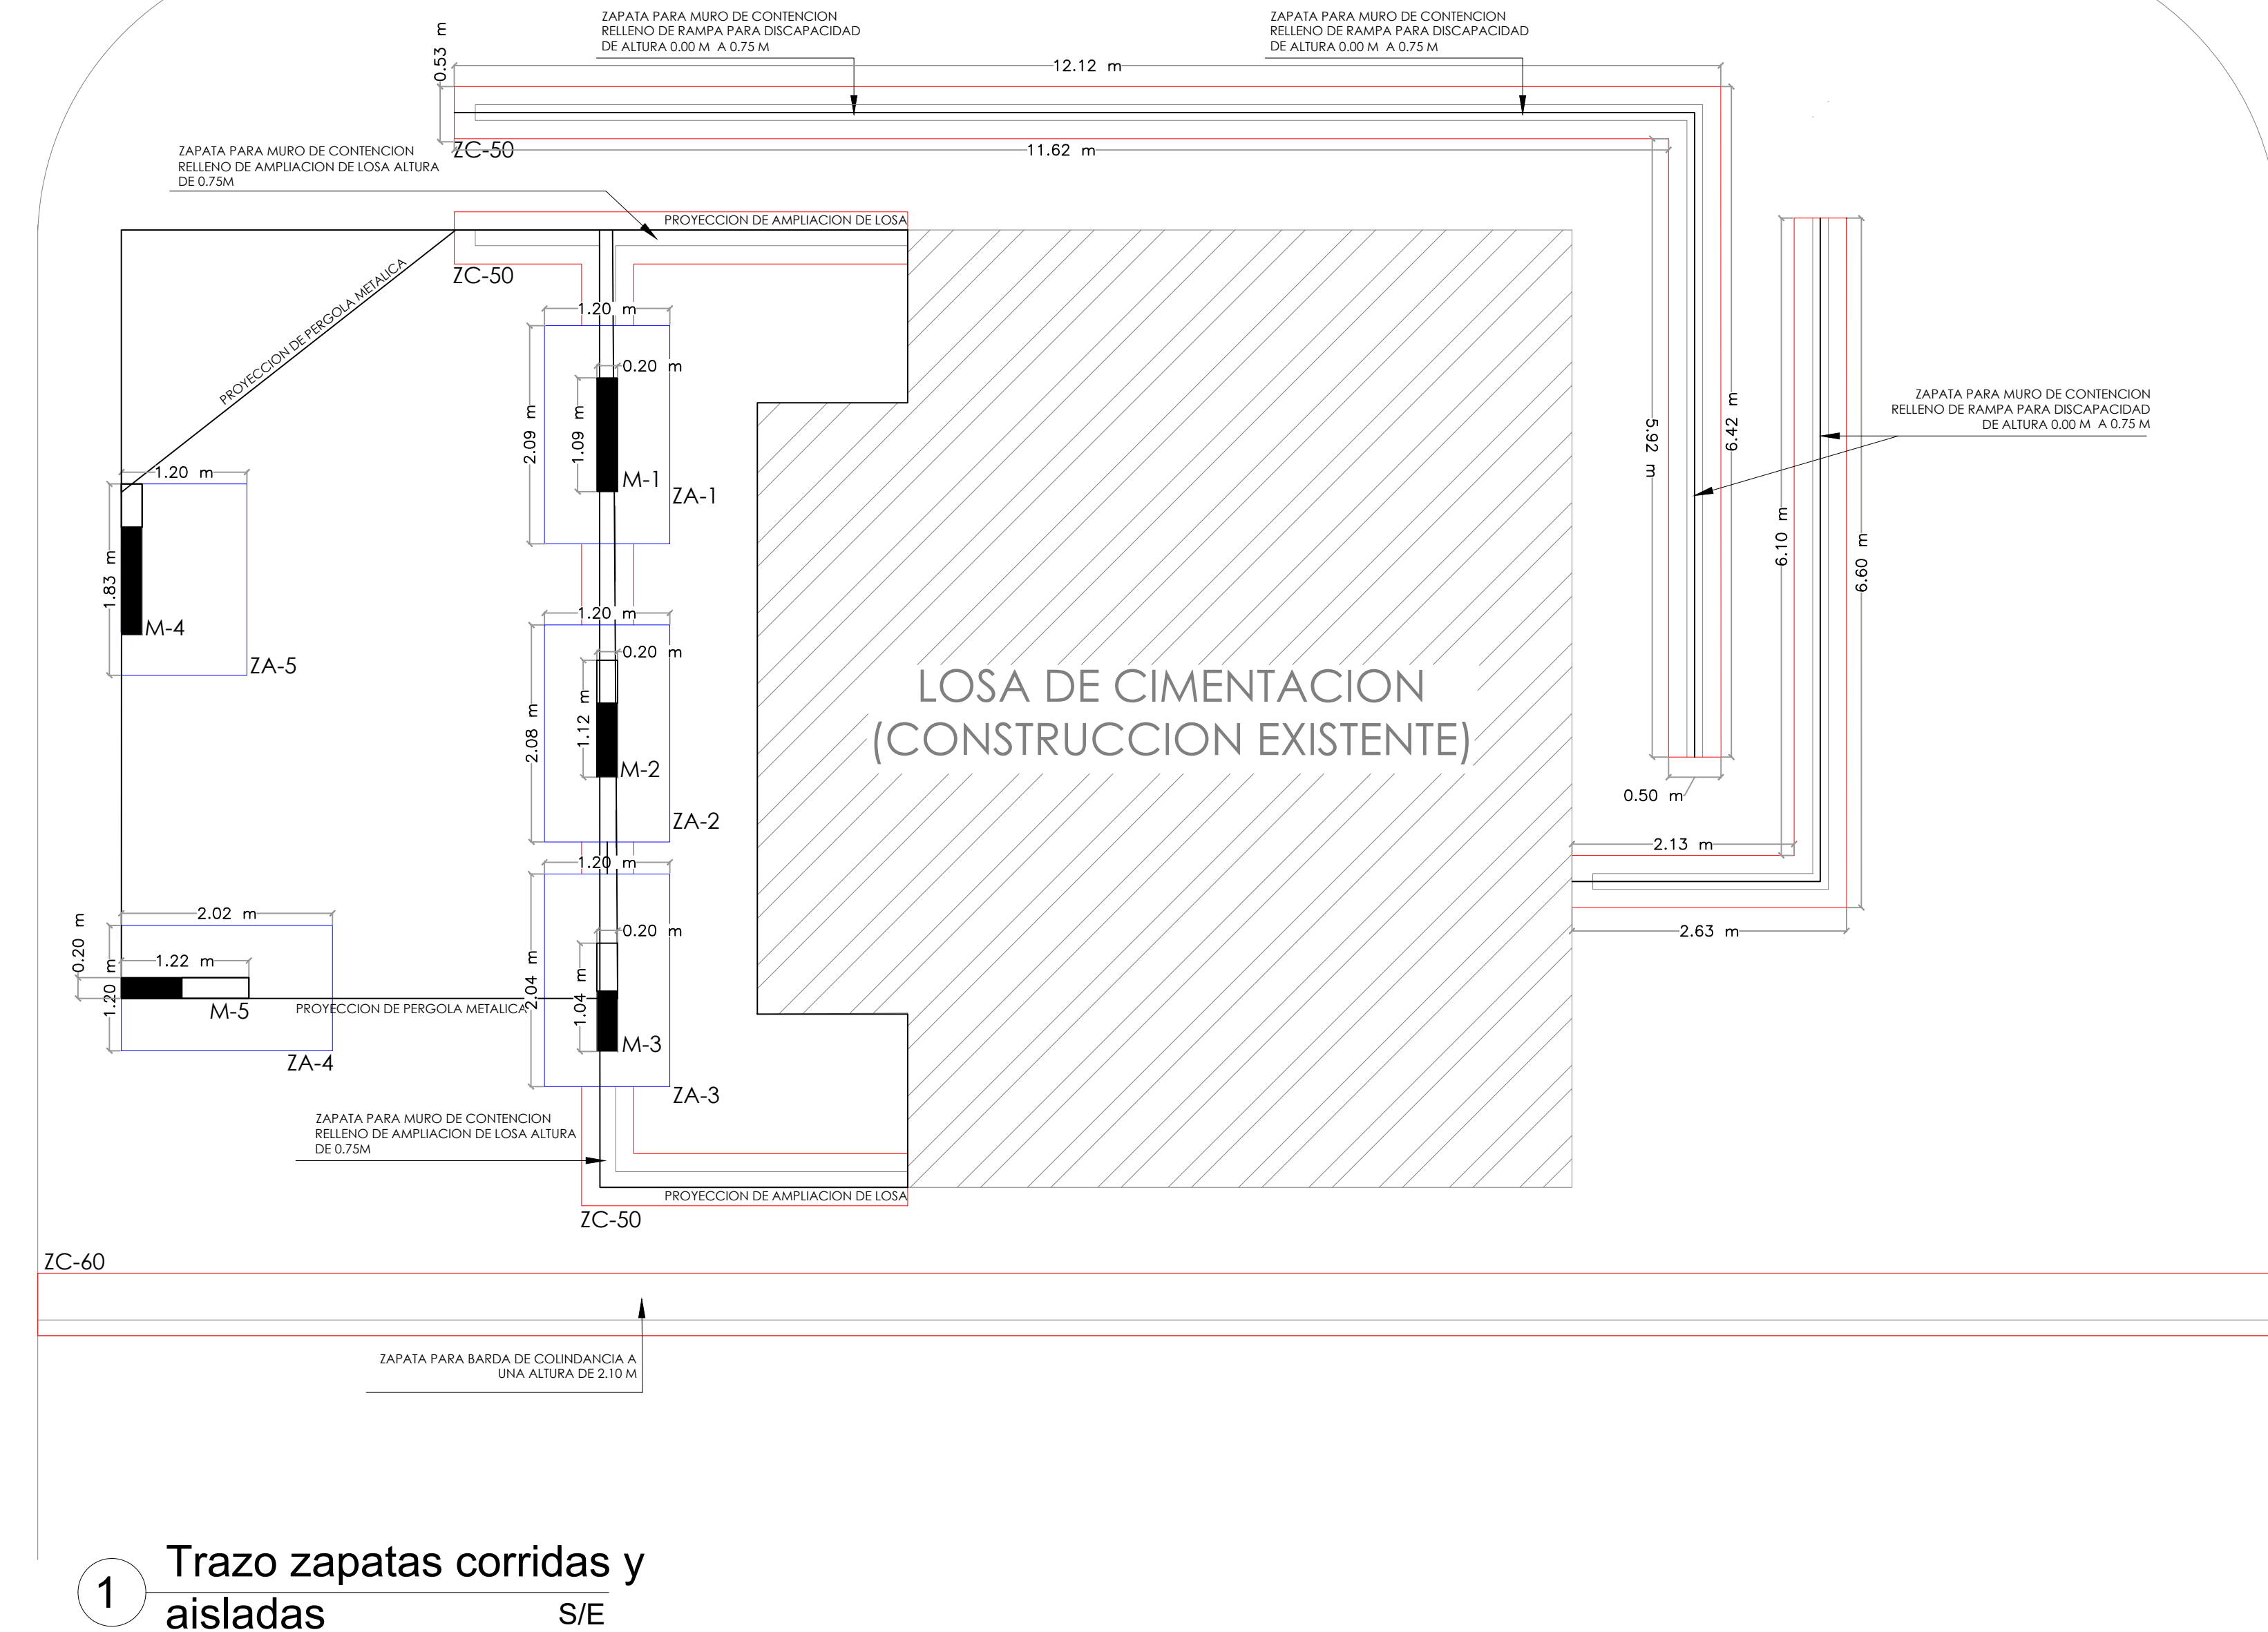 ZAPATA PARA MURO DE CONTENCION
RELLENO DE RAMPA PARA DISCAPACIDAD
DE ALTURA 0.00 M A 0.75 M
ZAPATA PARA MURO DE CONTENCION
RELLENO DE RAMPA PARA DISCAPACIDAD
DE ALTURA 0.00 M A 0.75 M
0.53 m
12.12 m
ZC-50
11.62 m
ZAPATA PARA MURO DE CONTENCION
RELLENO DE AMPLIACION DE LOSA ALTURA
DE 0.75M
PROYECCION DE AMPLIACION DE LOSA
ZC-50
PROYECCION DE PERGOLA METALICA
1.20 m
0.20 m
2.09 m
1.09 m
M-1
ZA-1
5.92 m
6.42 m
ZAPATA PARA MURO DE CONTENCION
RELLENO DE RAMPA PARA DISCAPACIDAD
DE ALTURA 0.00 M A 0.75 M
1.20 m
1.83 m
M-4
ZA-5
6.10 m
6.60 m
1.20 m
0.20 m
2.08 m
1.12 m
M-2
ZA-2
LOSA DE CIMENTACION
(CONSTRUCCION EXISTENTE)
0.50 m
2.13 m
2.63 m
1.20 m
0.20 m
2.04 m
1.04 m
M-3
ZA-3
2.02 m
0.20 m
1.22 m
1.20 m
M-5
PROYECCION DE PERGOLA METALICA
ZA-4
ZAPATA PARA MURO DE CONTENCION
RELLENO DE AMPLIACION DE LOSA ALTURA
DE 0.75M
PROYECCION DE AMPLIACION DE LOSA
ZC-50
ZC-60
ZAPATA PARA BARDA DE COLINDANCIA A
UNA ALTURA DE 2.10 M
1
Trazo zapatas corridas y
aisladas
S/E